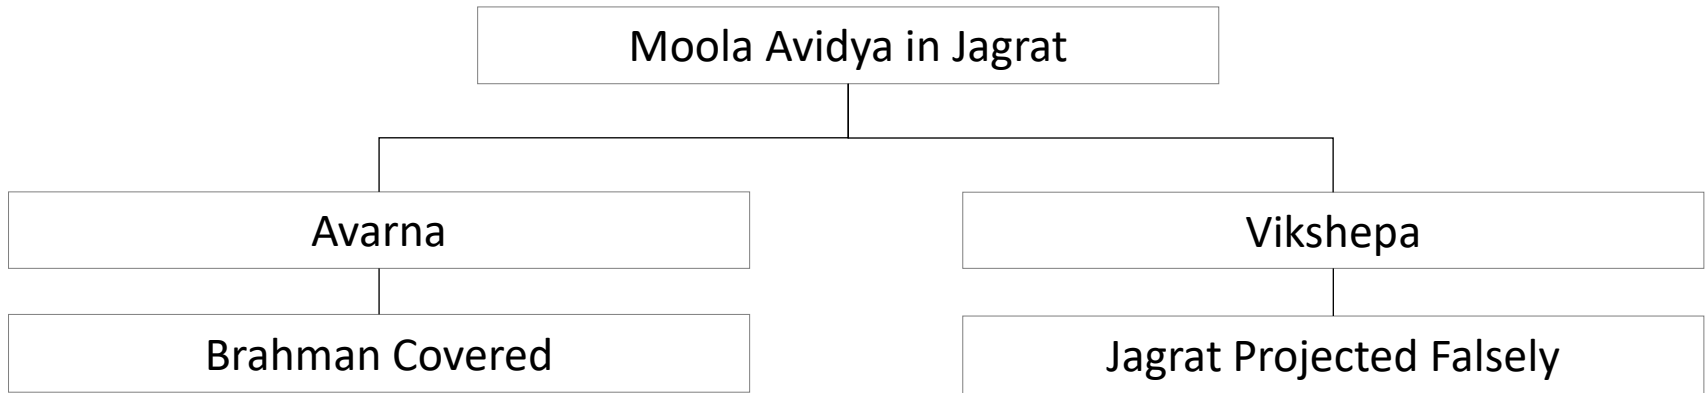 Moola Avidya in Jagrat
Avarna
Vikshepa
Brahman Covered
Jagrat Projected Falsely